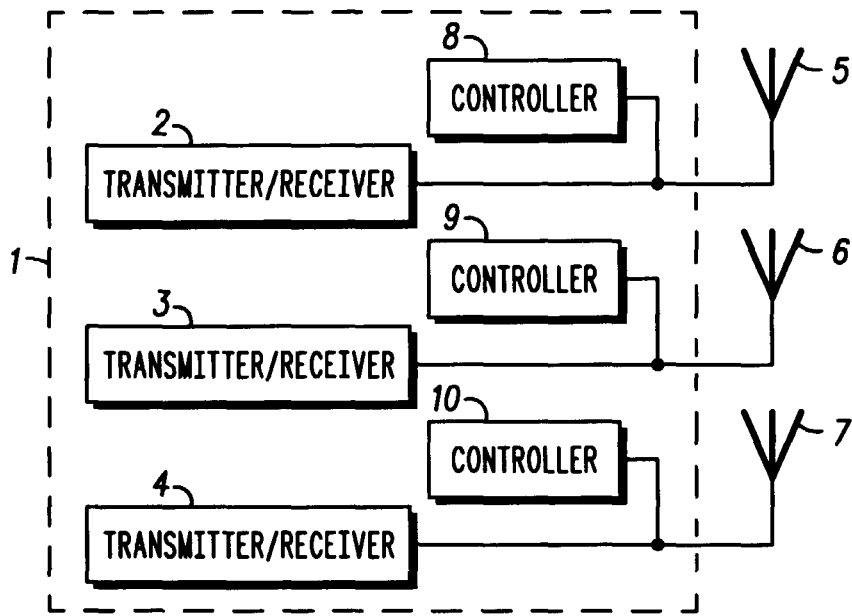 8
CONTROLLER
5
2
TRANSMITTER/RECEIVER
1
9
CONTROLLER
6
3
TRANSMITTER/RECEIVER
10
CONTROLLER
7
4
TRANSMITTER/RECEIVER